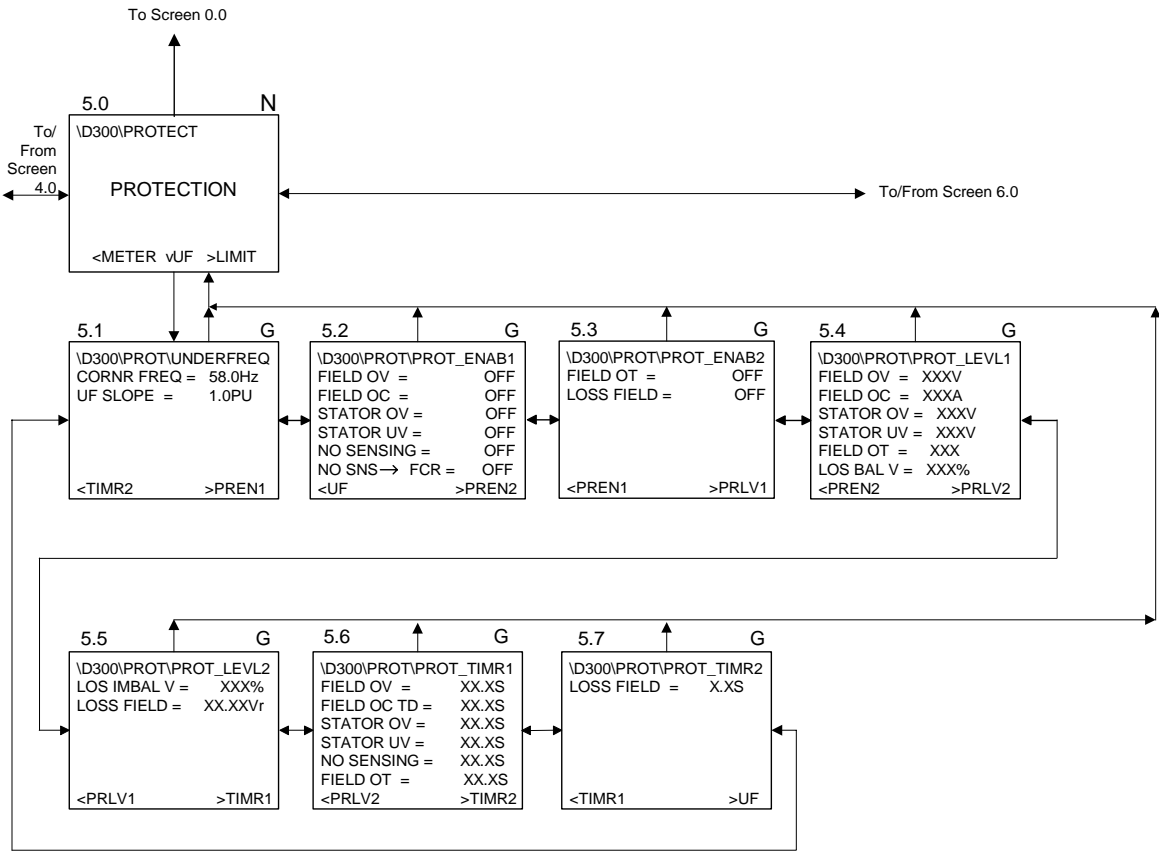 To Screen 0.0
5.0 N
To/
From
Screen
4.0
\D300\PROTECT
PROTECTION
<METER vUF >LIMIT
To/From Screen 6.0
5.1 G
\D300\PROT\UNDERFREQ
CORNR FREQ = 58.0Hz
UF SLOPE = 1.0PU
<TIMR2 >PREN1
5.2 G
\D300\PROT\PROT_ENAB1
FIELD OV = OFF
FIELD OC = OFF
STATOR OV = OFF
STATOR UV = OFF
NO SENSING = OFF
NO SNS→ FCR = OFF
<UF >PREN2
5.3 G
\D300\PROT\PROT_ENAB2
FIELD OT = OFF
LOSS FIELD = OFF
<PREN1 >PRLV1
5.4 G
\D300\PROT\PROT_LEVL1
FIELD OV = XXXV
FIELD OC = XXXA
STATOR OV = XXXV
STATOR UV = XXXV
FIELD OT = XXX
LOS BAL V = XXX%
<PREN2 >PRLV2
5.5 G
\D300\PROT\PROT_LEVL2
LOS IMBAL V = XXX%
LOSS FIELD = XX.XXVr
<PRLV1 >TIMR1
5.6 G
\D300\PROT\PROT_TIMR1
FIELD OV = XX.XS
FIELD OC TD = XX.XS
STATOR OV = XX.XS
STATOR UV = XX.XS
NO SENSING = XX.XS
FIELD OT = XX.XS
<PRLV2 >TIMR2
5.7 G
\D300\PROT\PROT_TIMR2
LOSS FIELD = X.XS
<TIMR1 >UF